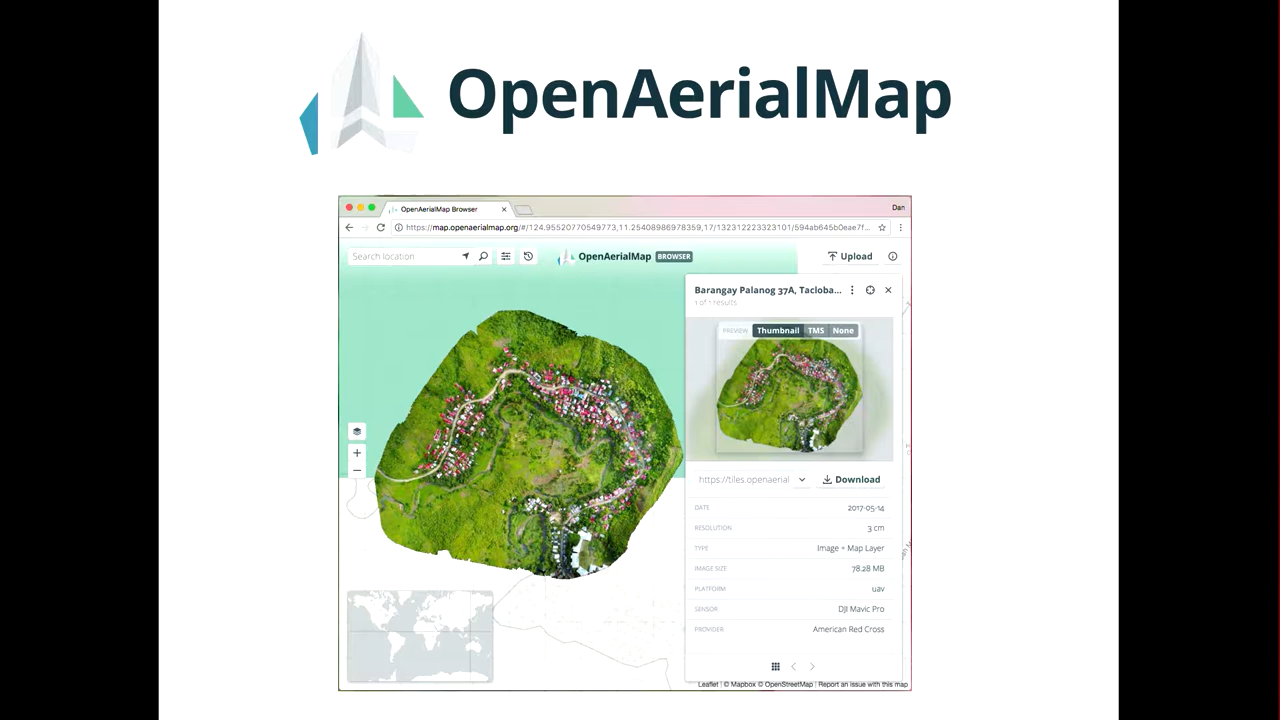 OpenAerialMap
OpenAerialMap Browser
Dan
https://map.openaerialmap.org/#/124.95520770549773,11.25408986978359,17/132312223323101/594ab645b0eae7f...
Search location
OpenAerialMap BROWSER
Upload
Barangay Palanog 37A, Tacloba...
1 of 1 results
PREVIEW Thumbnail TMS None
https://tiles.openaerial
Download
DATE 2017-05-14
RESOLUTION 3 cm
TYPE Image + Map Layer
IMAGE SIZE 78.28 MB
PLATFORM uav
SENSOR DJI Mavic Pro
PROVIDER American Red Cross
Leaflet | © Mapbox © OpenStreetMap | Report an issue with this map